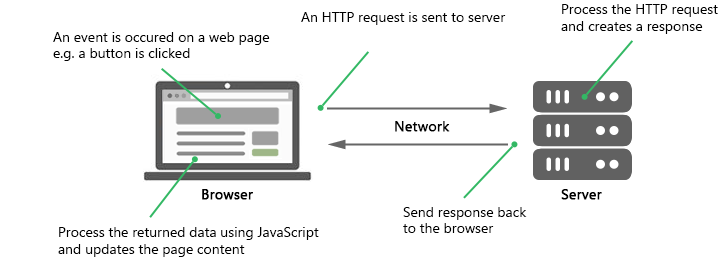 An event is occured on a web page
e.g. a button is clicked
An HTTP request is sent to server
Process the HTTP request
and creates a response
Network
Browser
Server
Process the returned data using JavaScript
and updates the page content
Send response back
to the browser